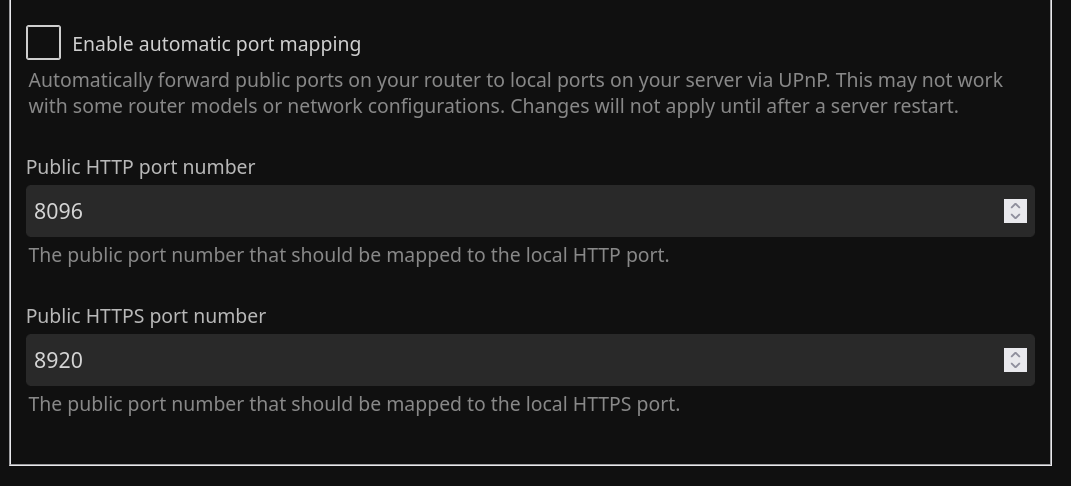 Enable automatic port mapping
Automatically forward public ports on your router to local ports on your server via UPnP. This may not work
with some router models or network configurations. Changes will not apply until after a server restart.
Public HTTP port number
8096
The public port number that should be mapped to the local HTTP port.
Public HTTPS port number
8920
The public port number that should be mapped to the local HTTPS port.